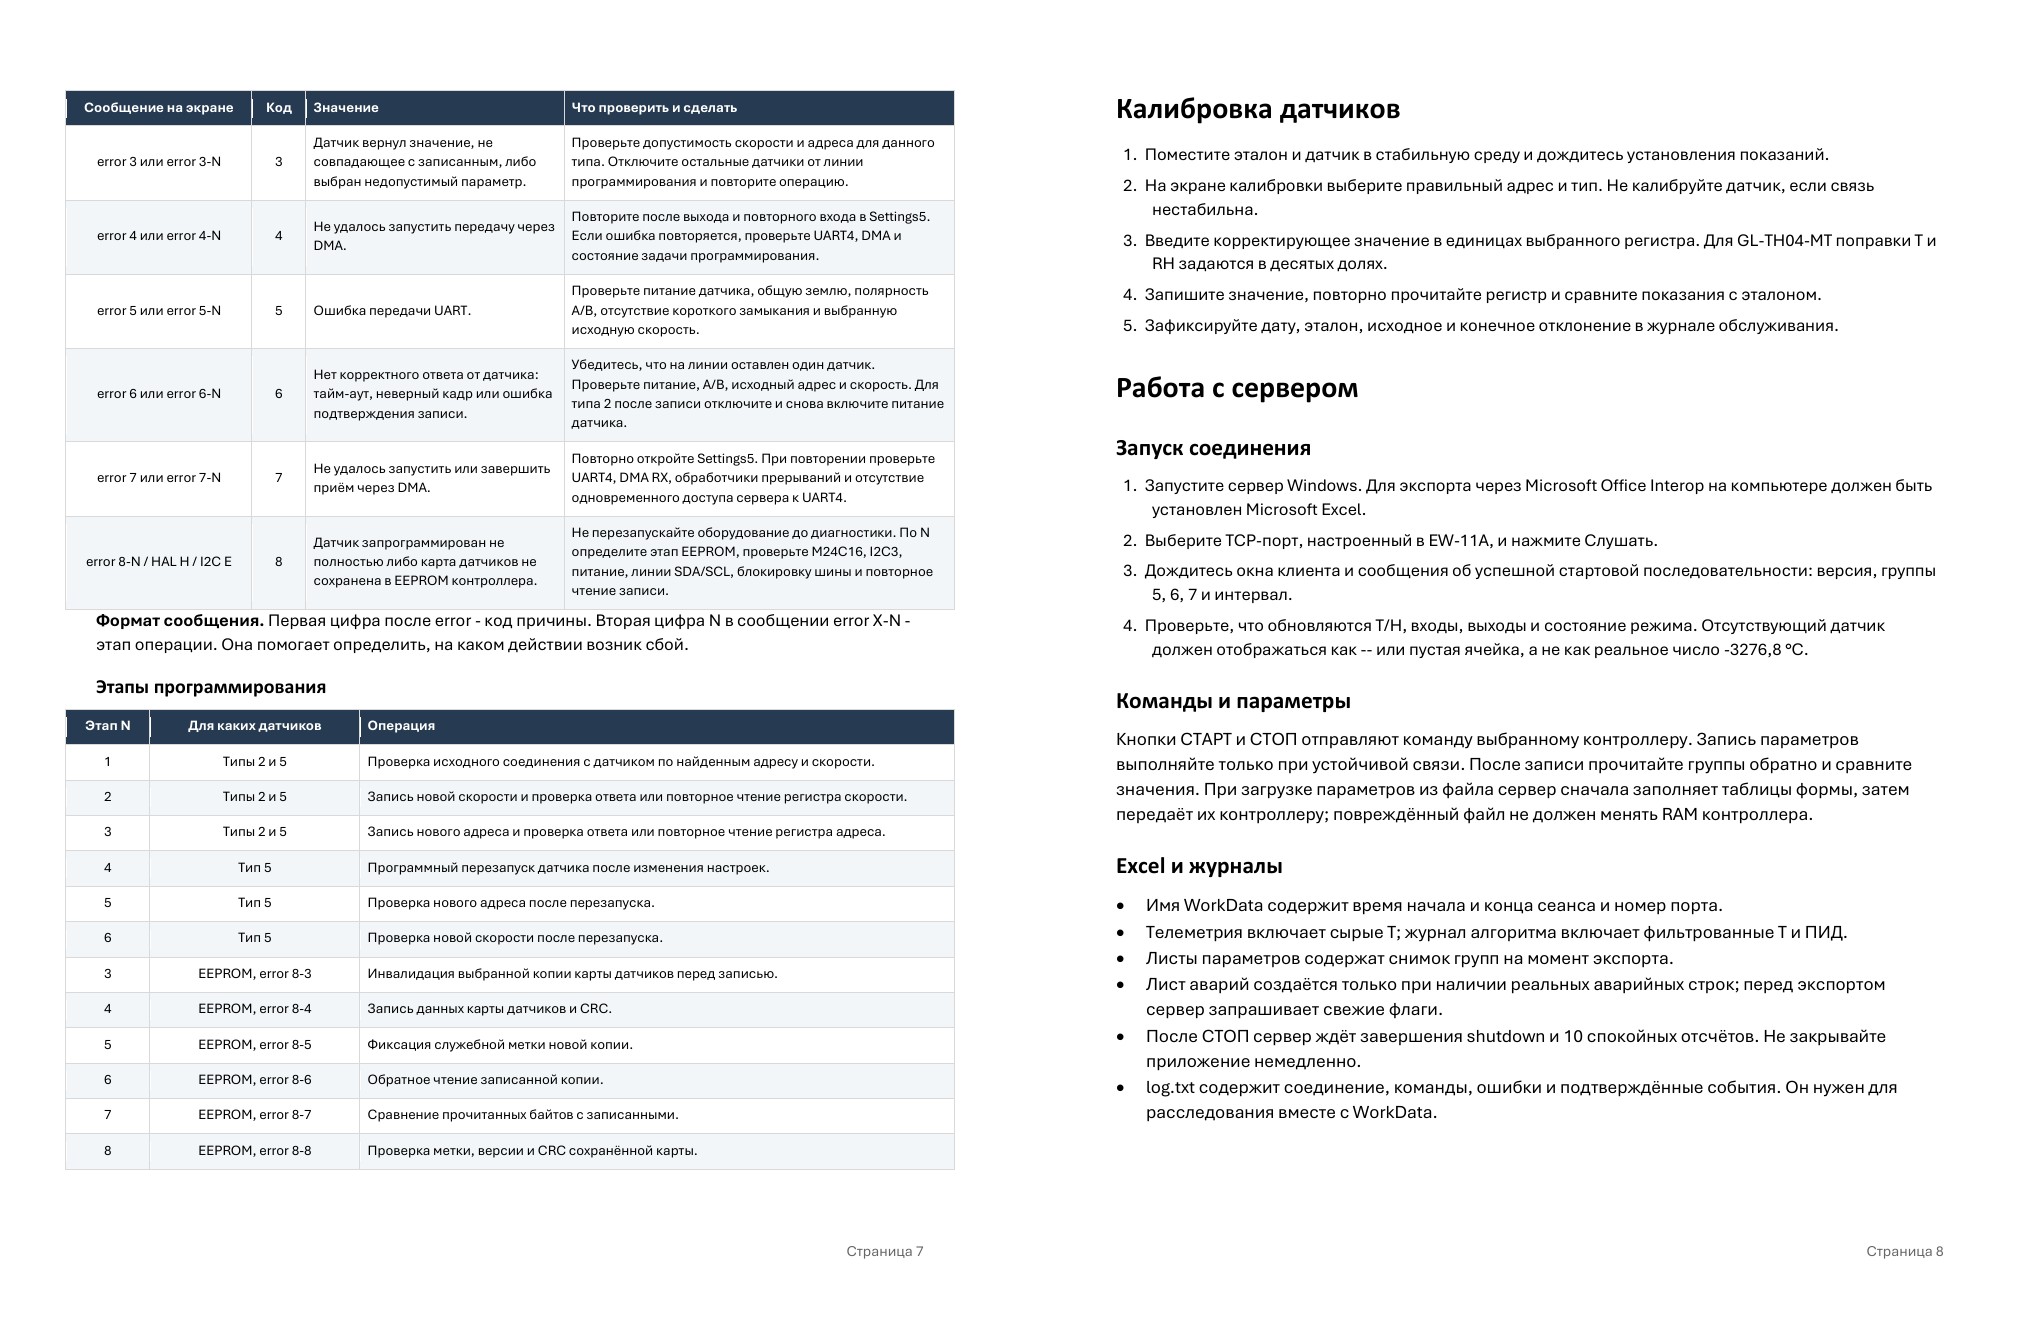 Сообщение на экране
Код
Значение
Что проверить и сделать
error 3 или error 3-N
3
Датчик вернул значение, не
совпадающее с записанным, либо
выбран недопустимый параметр.
Проверьте допустимость скорости и адреса для данного
типа. Отключите остальные датчики от линии
программирования и повторите операцию.
error 4 или error 4-N
4
Не удалось запустить передачу через
DMA.
Повторите после выхода и повторного входа в Settings5.
Если ошибка повторяется, проверьте UART4, DMA и
состояние задачи программирования.
error 5 или error 5-N
5
Ошибка передачи UART.
Проверьте питание датчика, общую землю, полярность
A/B, отсутствие короткого замыкания и выбранную
исходную скорость.
error 6 или error 6-N
6
Нет корректного ответа от датчика:
тайм-аут, неверный кадр или ошибка
подтверждения записи.
Убедитесь, что на линии оставлен один датчик.
Проверьте питание, A/B, исходный адрес и скорость. Для
типа 2 после записи отключите и снова включите питание
датчика.
error 7 или error 7-N
7
Не удалось запустить или завершить
приём через DMA.
Повторно откройте Settings5. При повторении проверьте
UART4, DMA RX, обработчики прерываний и отсутствие
одновременного доступа сервера к UART4.
error 8-N / HAL H / I2C E
8
Датчик запрограммирован не
полностью либо карта датчиков не
сохранена в EEPROM контроллера.
Не перезапускайте оборудование до диагностики. По N
определите этап EEPROM, проверьте M24C16, I2C3,
питание, линии SDA/SCL, блокировку шины и повторное
чтение записи.
Формат сообщения. Первая цифра после error - код причины. Вторая цифра N в сообщении error X-N -
этап операции. Она помогает определить, на каком действии возник сбой.
Этапы программирования
Этап N
Для каких датчиков
Операция
1
Типы 2 и 5
Проверка исходного соединения с датчиком по найденным адресу и скорости.
2
Типы 2 и 5
Запись новой скорости и проверка ответа или повторное чтение регистра скорости.
3
Типы 2 и 5
Запись нового адреса и проверка ответа или повторное чтение регистра адреса.
4
Тип 5
Программный перезапуск датчика после изменения настроек.
5
Тип 5
Проверка нового адреса после перезапуска.
6
Тип 5
Проверка новой скорости после перезапуска.
3
EEPROM, error 8-3
Инвалидация выбранной копии карты датчиков перед записью.
4
EEPROM, error 8-4
Запись данных карты датчиков и CRC.
5
EEPROM, error 8-5
Фиксация служебной метки новой копии.
6
EEPROM, error 8-6
Обратное чтение записанной копии.
7
EEPROM, error 8-7
Сравнение прочитанных байтов с записанными.
8
EEPROM, error 8-8
Проверка метки, версии и CRC сохранённой карты.
Страница 7
Калибровка датчиков
1. Поместите эталон и датчик в стабильную среду и дождитесь установления показаний.
2. На экране калибровки выберите правильный адрес и тип. Не калибруйте датчик, если связь
нестабильна.
3. Введите корректирующее значение в единицах выбранного регистра. Для GL-TH04-MT поправки T и
RH задаются в десятых долях.
4. Запишите значение, повторно прочитайте регистр и сравните показания с эталоном.
5. Зафиксируйте дату, эталон, исходное и конечное отклонение в журнале обслуживания.
Работа с сервером
Запуск соединения
1. Запустите сервер Windows. Для экспорта через Microsoft Office Interop на компьютере должен быть
установлен Microsoft Excel.
2. Выберите TCP-порт, настроенный в EW-11A, и нажмите Слушать.
3. Дождитесь окна клиента и сообщения об успешной стартовой последовательности: версия, группы
5, 6, 7 и интервал.
4. Проверьте, что обновляются T/H, входы, выходы и состояние режима. Отсутствующий датчик
должен отображаться как -- или пустая ячейка, а не как реальное число -3276,8 °C.
Команды и параметры
Кнопки СТАРТ и СТОП отправляют команду выбранному контроллеру. Запись параметров
выполняйте только при устойчивой связи. После записи прочитайте группы обратно и сравните
значения. При загрузке параметров из файла сервер сначала заполняет таблицы формы, затем
передаёт их контроллеру; повреждённый файл не должен менять RAM контроллера.
Excel и журналы
• Имя WorkData содержит время начала и конца сеанса и номер порта.
• Телеметрия включает сырые T; журнал алгоритма включает фильтрованные T и ПИД.
• Листы параметров содержат снимок групп на момент экспорта.
• Лист аварий создаётся только при наличии реальных аварийных строк; перед экспортом
сервер запрашивает свежие флаги.
• После СТОП сервер ждёт завершения shutdown и 10 спокойных отсчётов. Не закрывайте
приложение немедленно.
• log.txt содержит соединение, команды, ошибки и подтверждённые события. Он нужен для
расследования вместе с WorkData.
Страница 8